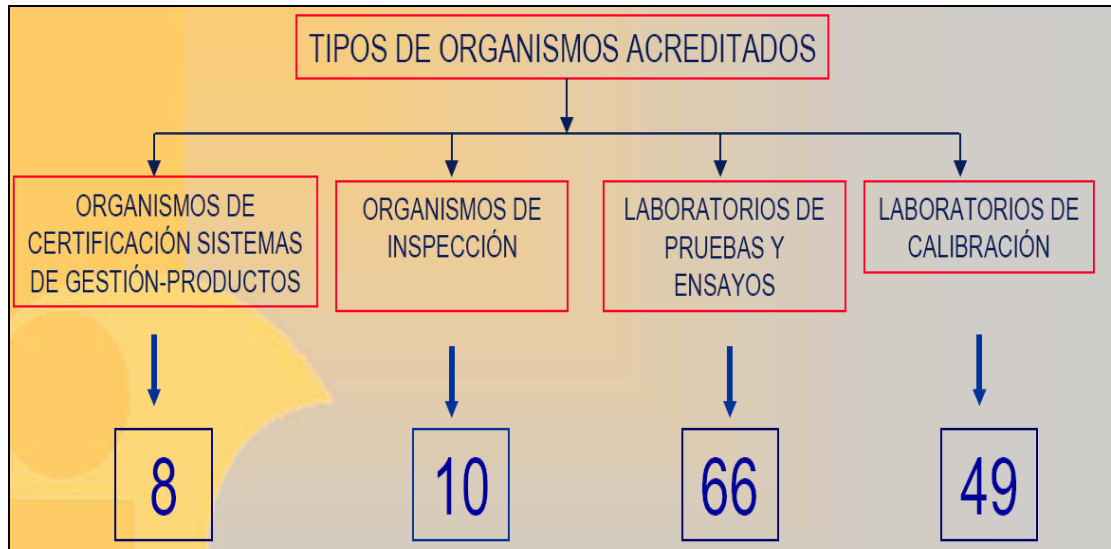 TIPOS DE ORGANISMOS ACREDITADOS
ORGANISMOS DE
CERTIFICACIÓN SISTEMAS
DE GESTIÓN-PRODUCTOS
ORGANISMOS DE
INSPECCIÓN
LABORATORIOS DE
PRUEBAS Y
ENSAYOS
LABORATORIOS DE
CALIBRACIÓN
8
10
66
49